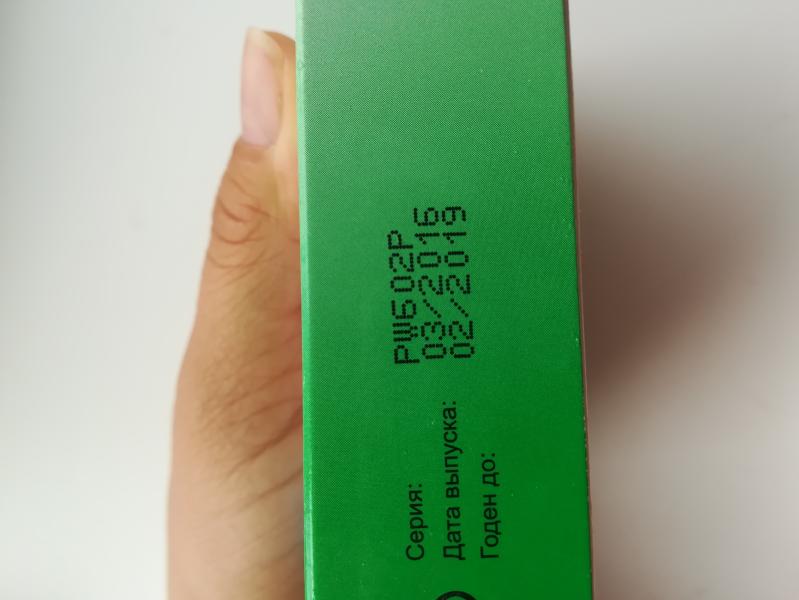 Серия: PW602P
Дата выпуска: 03/2016
Годен до: 02/2019